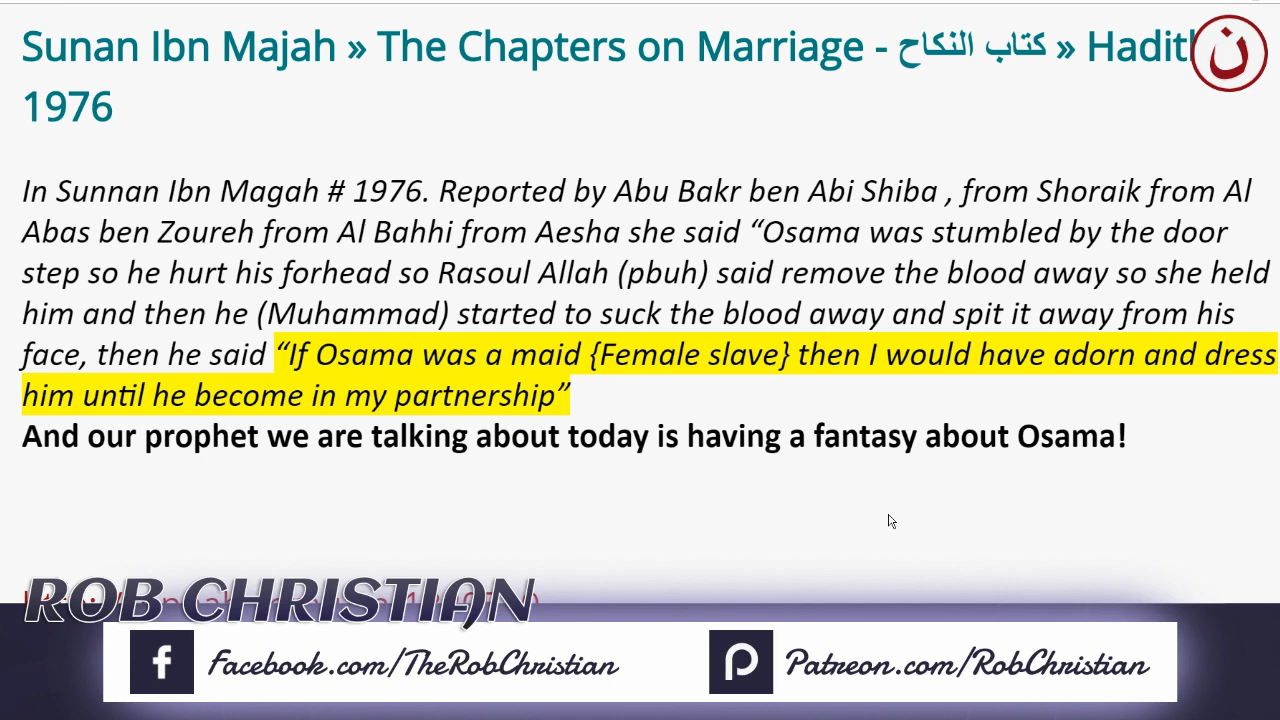 Sunan Ibn Majah » The Chapters on Marriage - كتاب النكاح » Hadith
ن
1976
In Sunnan Ibn Magah # 1976. Reported by Abu Bakr ben Abi Shiba , from Shoraik from Al
Abas ben Zoureh from Al Bahhi from Aesha she said “Osama was stumbled by the door
step so he hurt his forhead so Rasoul Allah (pbuh) said remove the blood away so she held
him and then he (Muhammad) started to suck the blood away and spit it away from his
face, then he said “If Osama was a maid {Female slave} then I would have adorn and dress
him until he become in my partnership”
And our prophet we are talking about today is having a fantasy about Osama!
ROB CHRISTIAN
f Facebook.com/TheRobChristian
Patreon.com/RobChristian